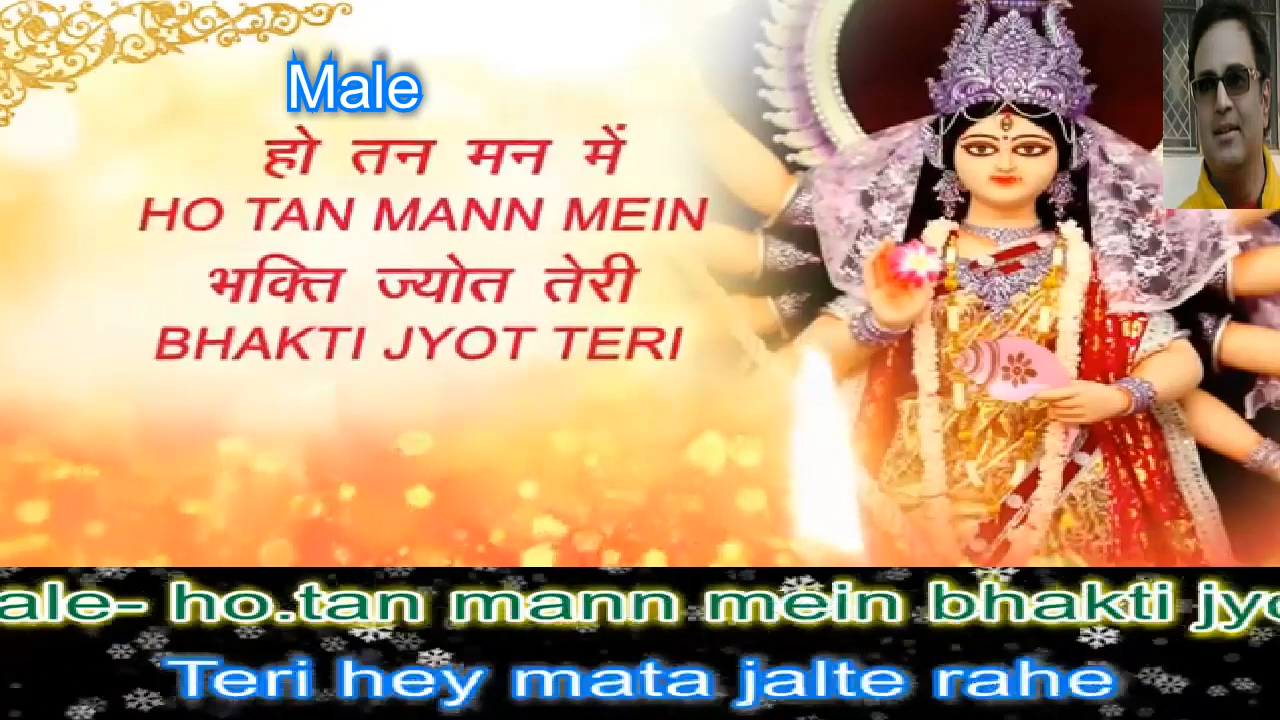 Male
हो तन मन में
HO TAN MANN MEIN
भक्ति ज्योत तेरी
BHAKTI JYOT TERI
ale- ho.tan mann mein bhakti jyo
Teri hey mata jalte rahe